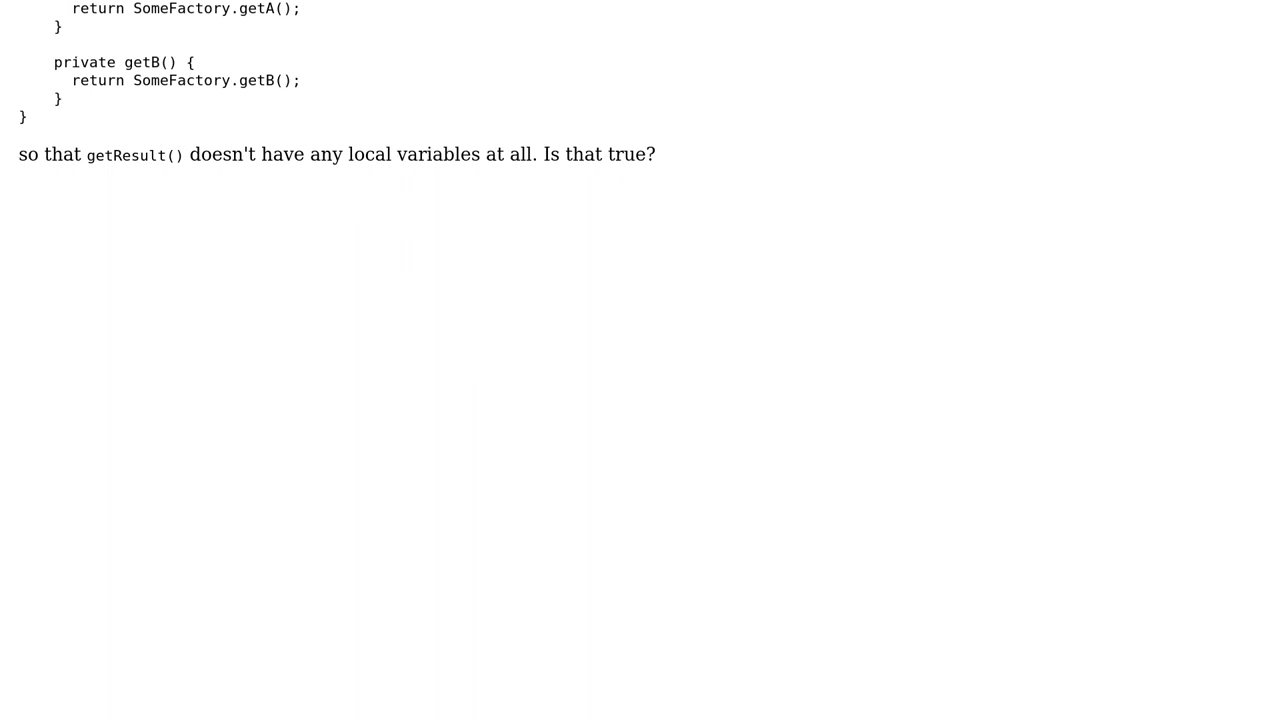 return SomeFactory.getA();
}
private getB() {
return SomeFactory.getB();
}
}
so that getResult() doesn't have any local variables at all. Is that true?